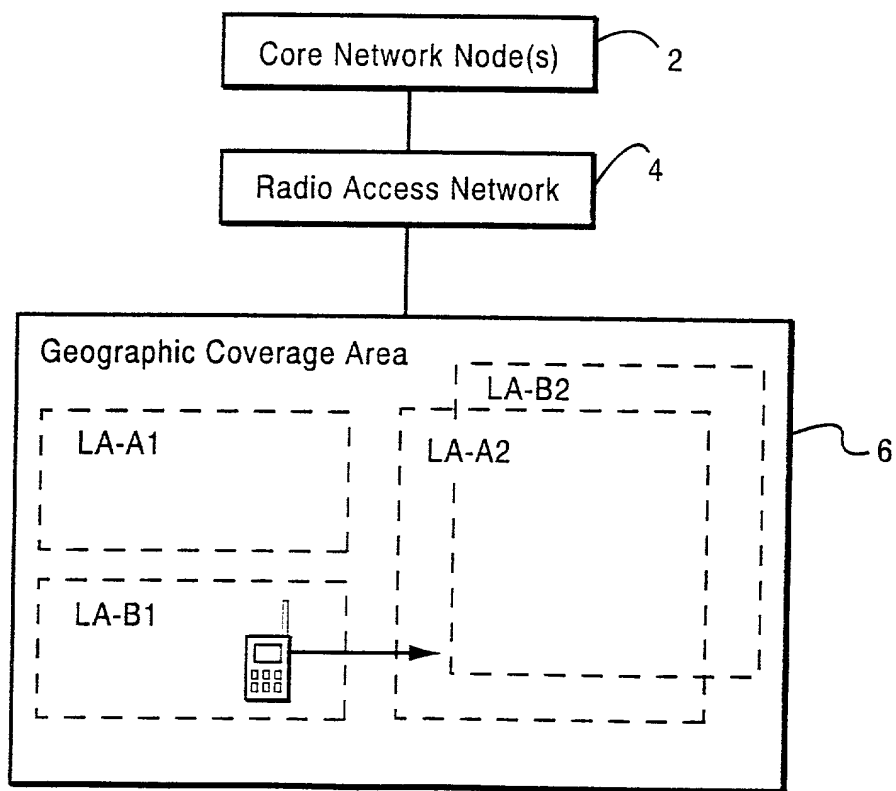 Core Network Node(s)
2
Radio Access Network
4
Geographic Coverage Area
LA-B2
LA-A1
LA-A2
6
LA-B1